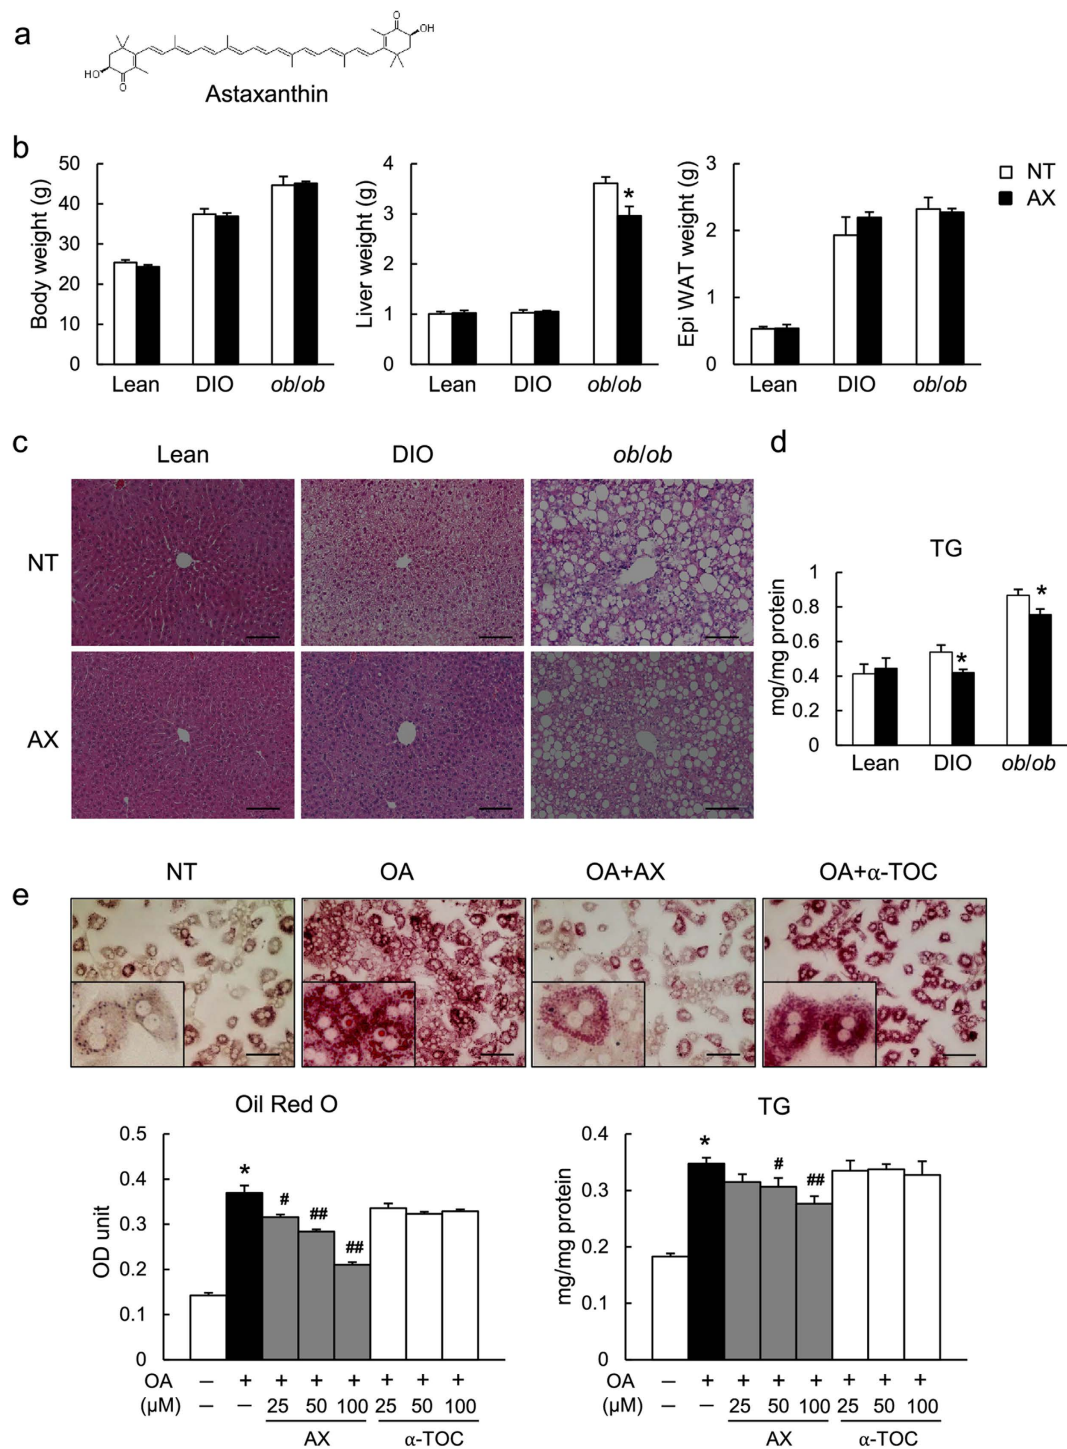 a
O
OH
HO
O
Astaxanthin
b
Body weight (g)
50
40
30
20
10
0
Lean DIO ob/ob
Liver weight (g)
4
3
2
1
0
*
Lean DIO ob/ob
Epi WAT weight (g)
3
2
1
0
Lean DIO ob/ob
NT
AX
c
Lean DIO ob/ob
NT
AX
d
TG
mg/mg protein
1
0.8
0.6
0.4
0.2
0
* *
Lean DIO ob/ob
e
NT OA OA+AX OA+α-TOC
Oil Red O
OD unit
0.5
0.4
0.3
0.2
0.1
0
* # ## ##
OA – + + + + + + +
(μM) – – 25 50 100 25 50 100
AX α-TOC
TG
mg/mg protein
0.4
0.3
0.2
0.1
0
* # ##
OA – + + + + + + +
(μM) – – 25 50 100 25 50 100
AX α-TOC